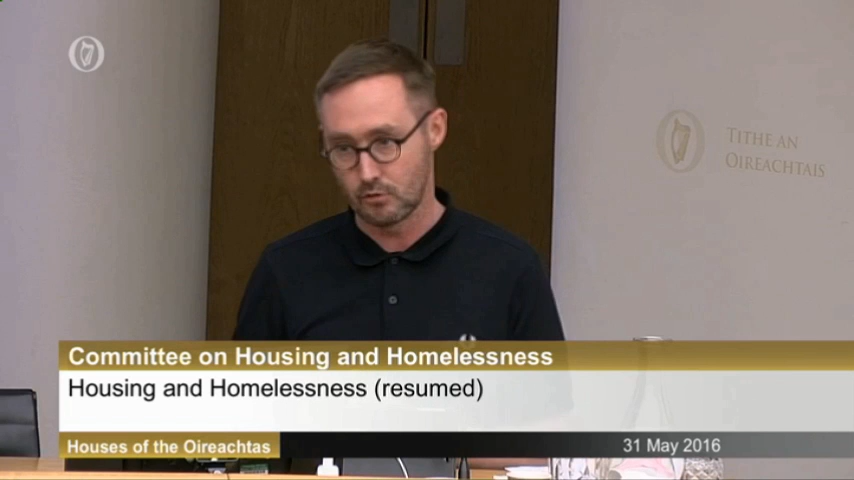 TITHE AN
OIREACHTAIS
Committee on Housing and Homelessness
Housing and Homelessness (resumed)
Houses of the Oireachtas
31 May 2016